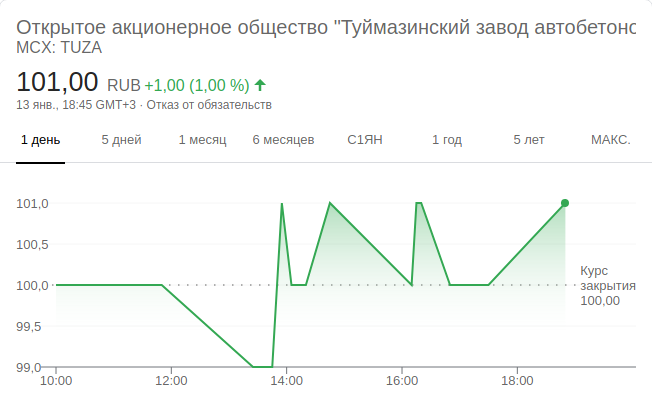 Открытое акционерное общество "Туймазинский завод автобетоно
MCX: TUZA
101,00 RUB +1,00 (1,00 %)
13 янв., 18:45 GMT+3 · Отказ от обязательств
1 день 5 дней 1 месяц 6 месяцев С1ЯН 1 год 5 лет МАКС.
101,0
100,5
100,0
99,5
99,0
Курс
закрытия
100,00
10:00 12:00 14:00 16:00 18:00